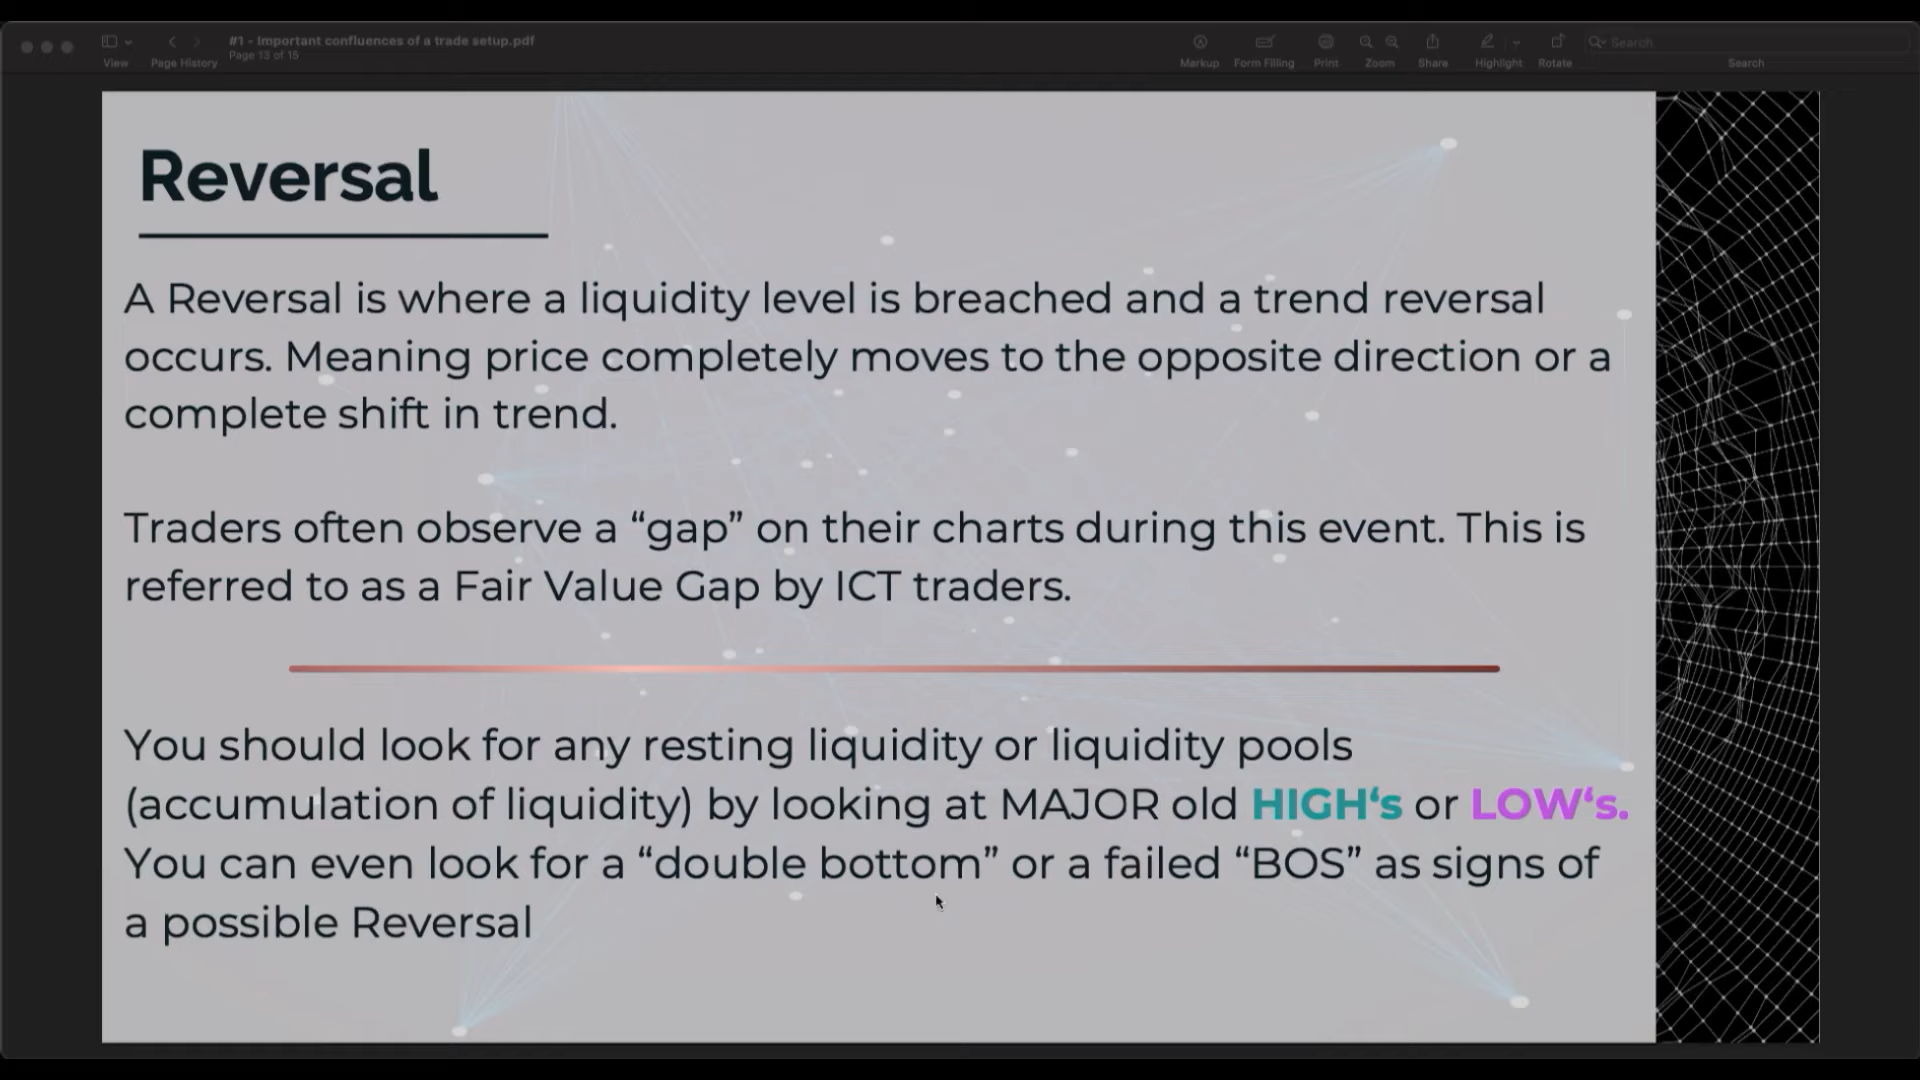 #1 - Important confluences of a trade setup.pdf
Page 13 of 15
View
Page History
Markup
Form Filling
Print
Zoom
Share
Highlight
Rotate
Search
Search
Reversal
A Reversal is where a liquidity level is breached and a trend reversal
occurs. Meaning price completely moves to the opposite direction or a
complete shift in trend.
Traders often observe a “gap” on their charts during this event. This is
referred to as a Fair Value Gap by ICT traders.
You should look for any resting liquidity or liquidity pools
(accumulation of liquidity) by looking at MAJOR old HIGH‘s or LOW‘s.
You can even look for a “double bottom” or a failed “BOS” as signs of
a possible Reversal